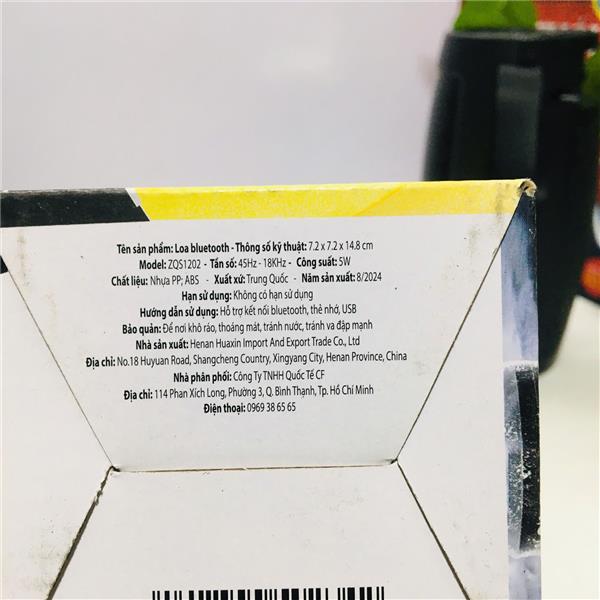 Tên sản phẩm: Loa bluetooth - Thông số kỹ thuật: 7.2 x 7.2 x 14.8 cm
Model: ZQS1202 - Tần số: 45Hz - 18KHz - Công suất: 5W
Chất liệu: Nhựa PP; ABS - Xuất xứ: Trung Quốc - Năm sản xuất: 8/2024
Hạn sử dụng: Không có hạn sử dụng
Hướng dẫn sử dụng: Hỗ trợ kết nối bluetooth, thẻ nhớ, USB
Bảo quản: Để nơi khô ráo, thoáng mát, tránh nước, tránh va đập mạnh
Nhà sản xuất: Henan Huaxin Import And Export Trade Co., Ltd
Địa chỉ: No.18 Huyuan Road, Shangcheng Country, Xingyang City, Henan Province, China
Nhà phân phối: Công Ty TNHH Quốc Tế CF
Địa chỉ: 114 Phan Xích Long, Phường 3, Q. Bình Thạnh, Tp. Hồ Chí Minh
Điện thoại: 0969 38 65 65